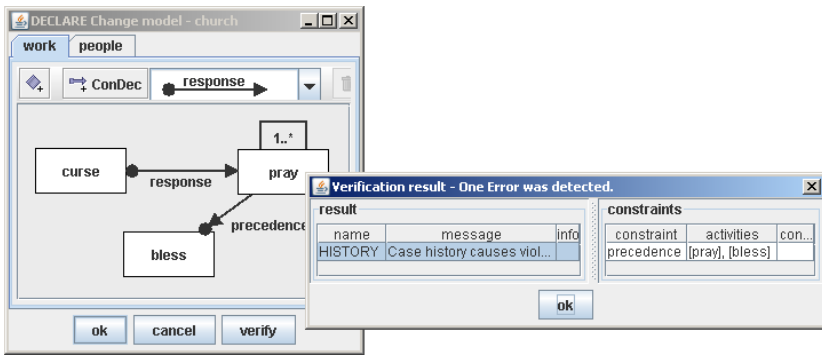 DECLARE Change model - church
work people
ConDec response
1..*
curse response pray
precedence
bless
ok cancel verify
Verification result - One Error was detected.
result constraints
name message info constraint activities con...
HISTORY Case history causes viol... precedence [pray], [bless]
ok